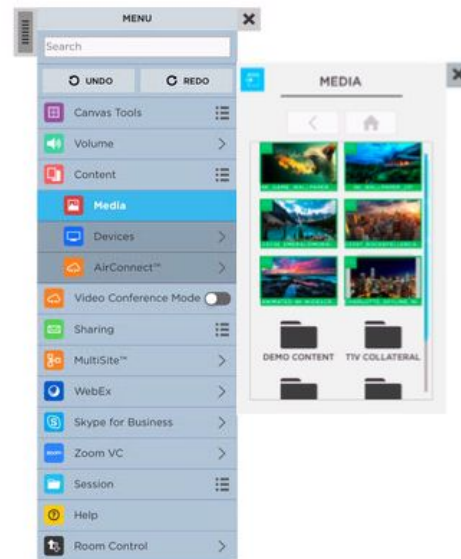 MENU
Search
UNDO
REDO
Canvas Tools
Volume
Content
Media
Devices
AirConnect™
Video Conference Mode
Sharing
MultiSite™
WebEx
Skype for Business
Zoom VC
Session
Help
Room Control
MEDIA
DEMO CONTENT
T1V COLLATERAL